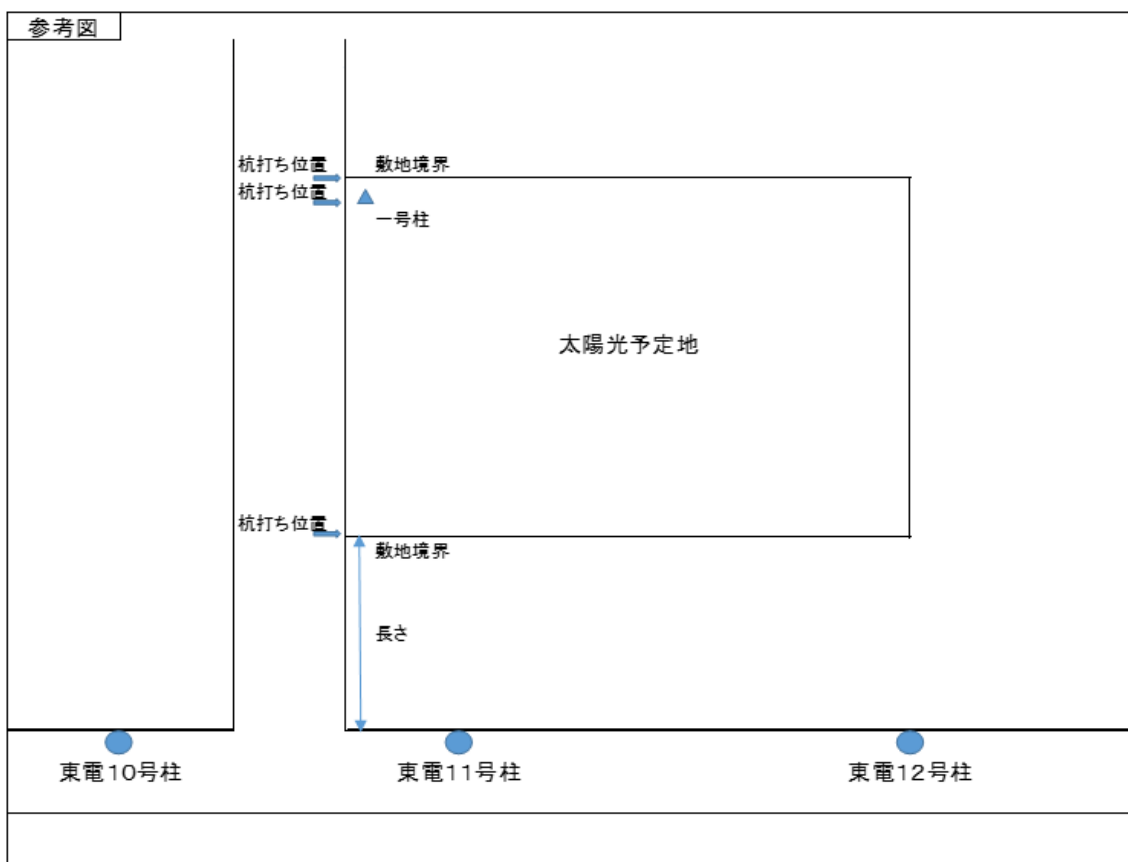 参考図
杭打ち位置
敷地境界
杭打ち位置
一号柱
太陽光予定地
杭打ち位置
敷地境界
長さ
東電10号柱
東電11号柱
東電12号柱